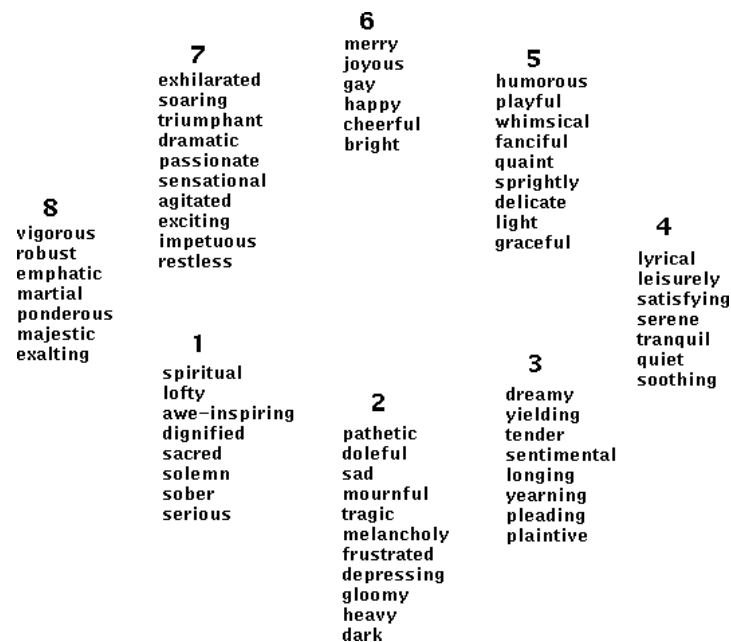 6
merry
joyous
gay
happy
cheerful
bright
7
exhilarated
soaring
triumphant
dramatic
passionate
sensational
agitated
exciting
impetuous
restless
5
humorous
playful
whimsical
fanciful
quaint
sprightly
delicate
light
graceful
8
vigorous
robust
emphatic
martial
ponderous
majestic
exalting
4
lyrical
leisurely
satisfying
serene
tranquil
quiet
soothing
1
spiritual
lofty
awe-inspiring
dignified
sacred
solemn
sober
serious
2
pathetic
doleful
sad
mournful
tragic
melancholy
frustrated
depressing
gloomy
heavy
dark
3
dreamy
yielding
tender
sentimental
longing
yearning
pleading
plaintive